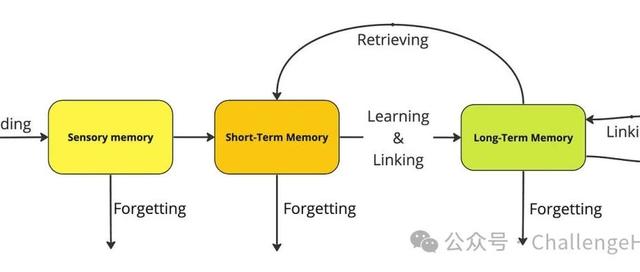 Retrieving
ding
Sensory memory
Short-Term Memory
Learning
&
Linking
Long-Term Memory
Linki
Forgetting
Forgetting
Forgetting
公众号 · ChallengeH